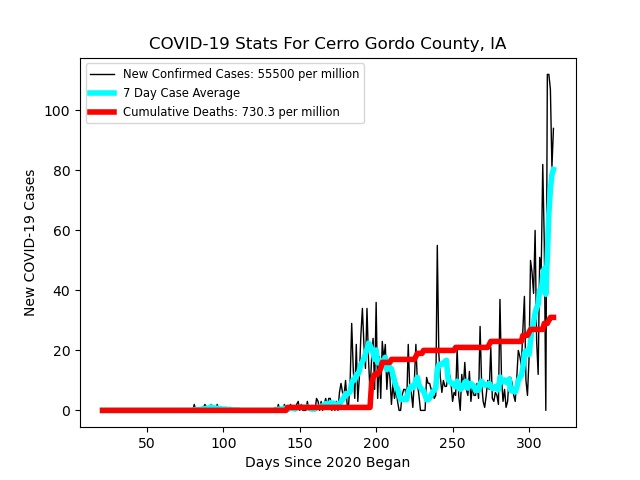 COVID-19 Stats For Cerro Gordo County, IA
New Confirmed Cases: 55500 per million
7 Day Case Average
Cumulative Deaths: 730.3 per million
New COVID-19 Cases
100
80
60
40
20
0
50
100
150
200
250
300
Days Since 2020 Began